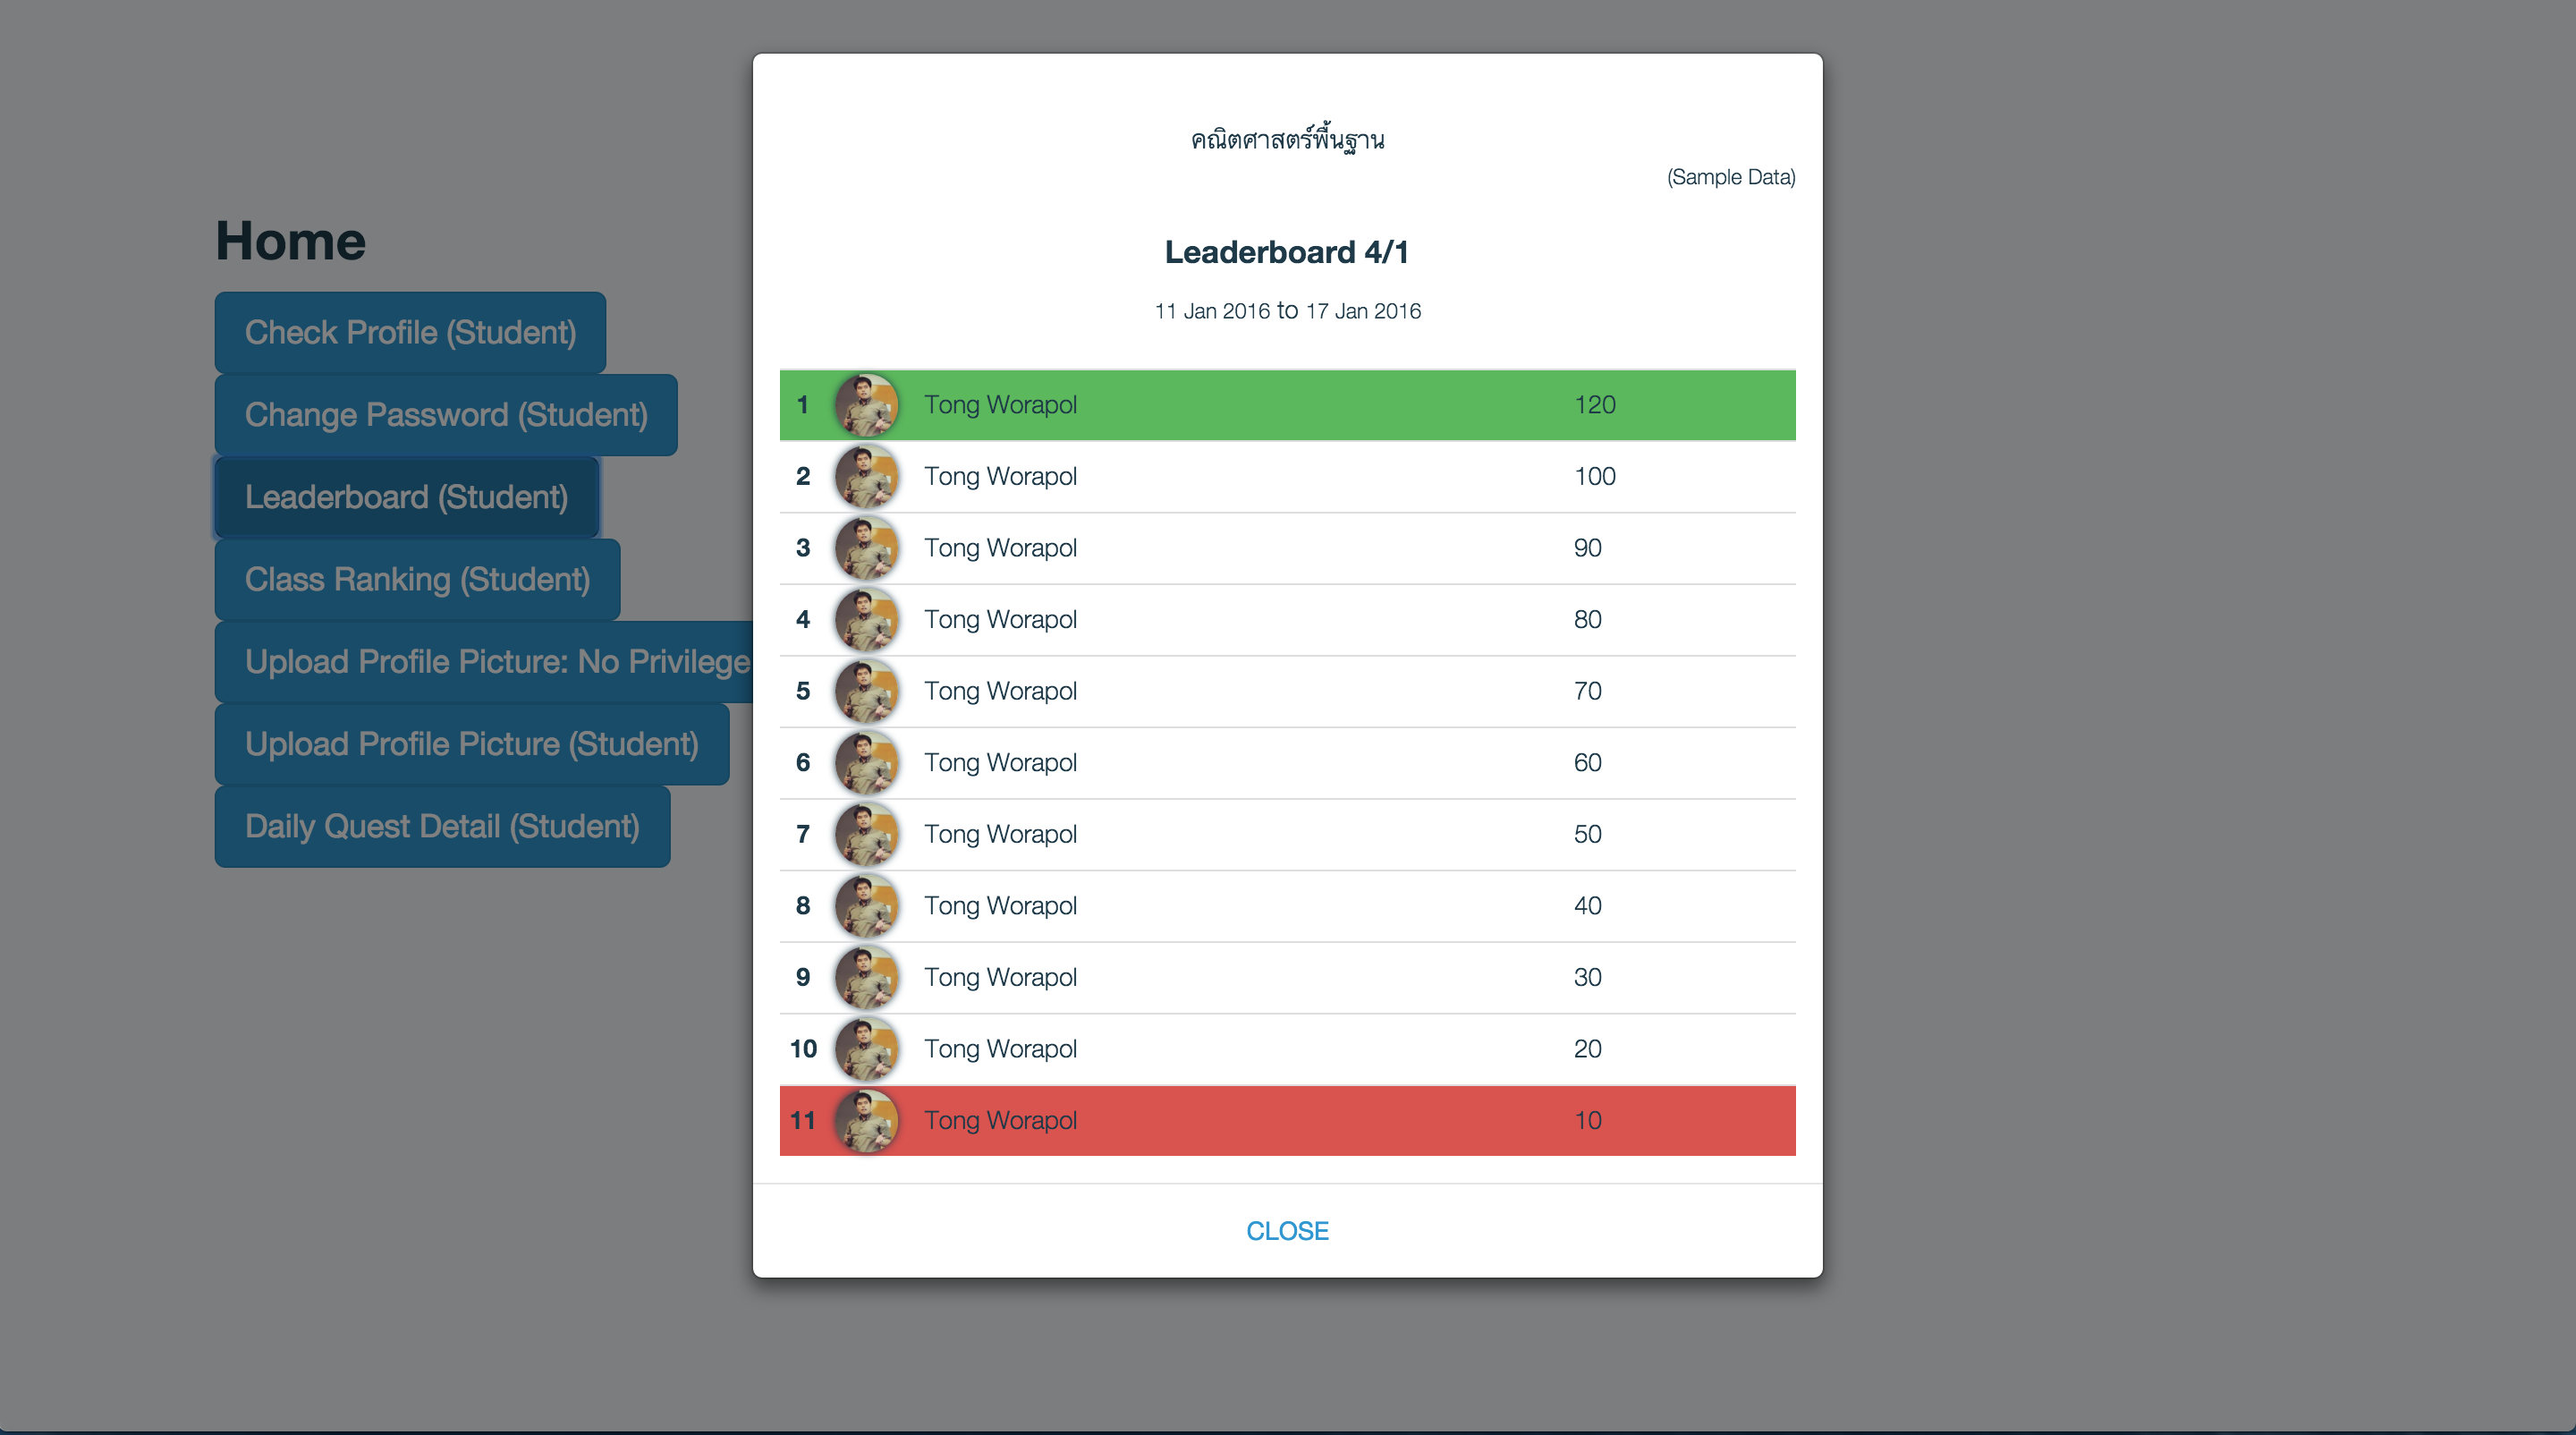 Home
Check Profile (Student)
Change Password (Student)
Leaderboard (Student)
Class Ranking (Student)
Upload Profile Picture: No Privilege
Upload Profile Picture (Student)
Daily Quest Detail (Student)
คณิตศาสตร์พื้นฐาน
(Sample Data)
Leaderboard 4/1
11 Jan 2016 to 17 Jan 2016
1 Tong Worapol 120
2 Tong Worapol 100
3 Tong Worapol 90
4 Tong Worapol 80
5 Tong Worapol 70
6 Tong Worapol 60
7 Tong Worapol 50
8 Tong Worapol 40
9 Tong Worapol 30
10 Tong Worapol 20
11 Tong Worapol 10
CLOSE